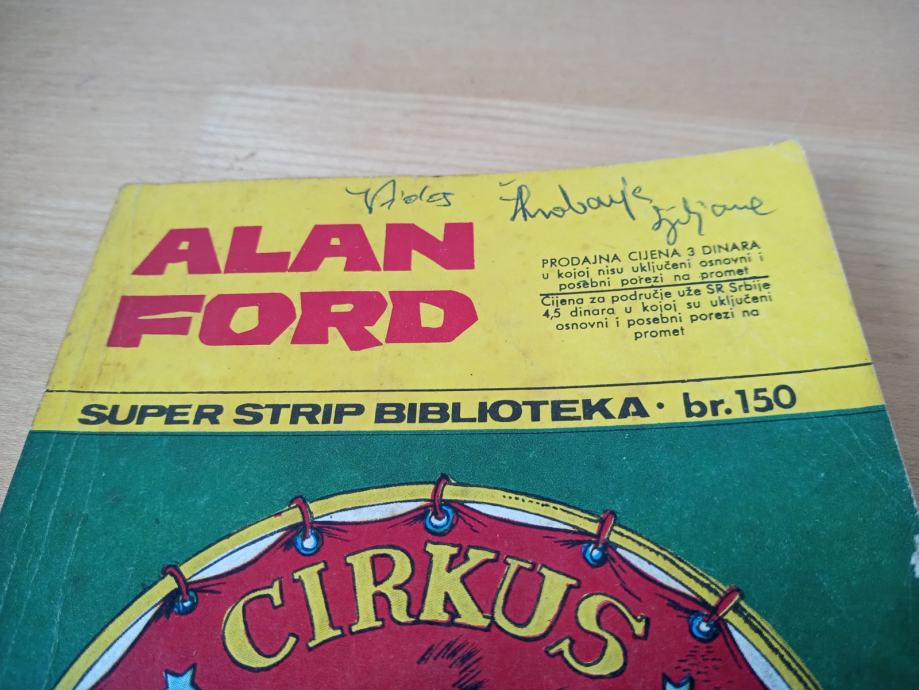 ALAN
FORD
PRODAJNA CIJENA 3 DINARA
u kojoj nisu uključeni osnovni i
posebni porezi na promet
Cijena za područje uže SR Srbije
4,5 dinara u kojoj su uključeni
osnovni i posebni porezi na
promet
SUPER STRIP BIBLIOTEKA · br. 150
CIRKUS